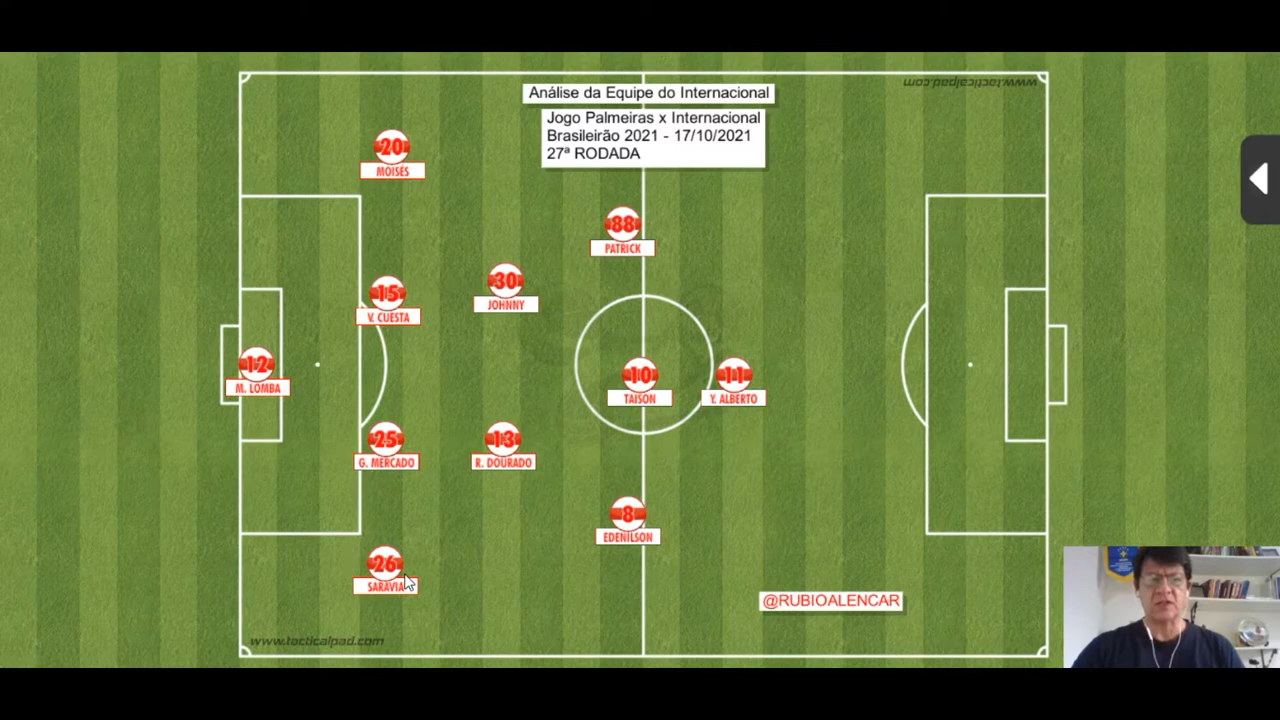 www.tacticalpad.com
Análise da Equipe do Internacional
Jogo Palmeiras x Internacional
Brasileirão 2021 - 17/10/2021
27ª RODADA
20
MOISÉS
88
PATRICK
30
JOHNNY
15
V. CUESTA
12
M. LOMBA
10
TAISON
11
Y. ALBERTO
25
G. MERCADO
13
R. DOURADO
8
EDENÍLSON
26
SARAVIA
@RUBIOALENCAR
www.tacticalpad.com